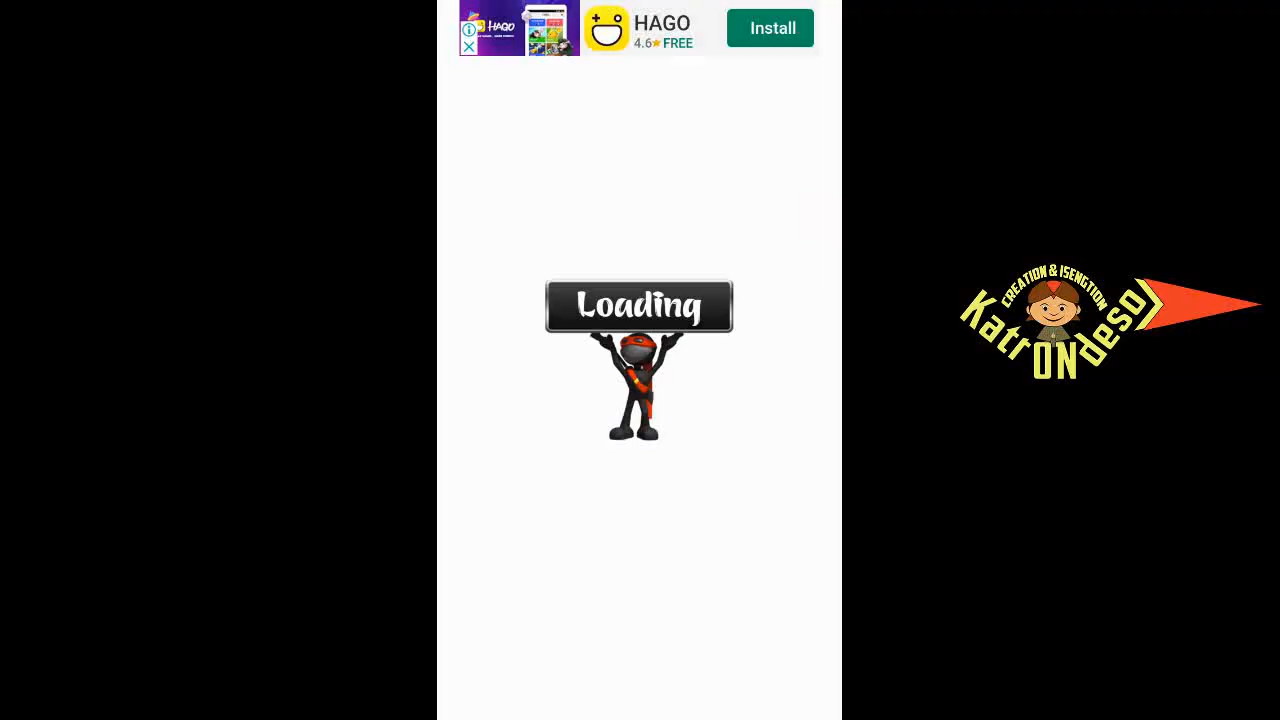 HAGO
HAGO
4.6★ FREE
Install
Loading
CREATION & ISENGTION
KatrONdeso